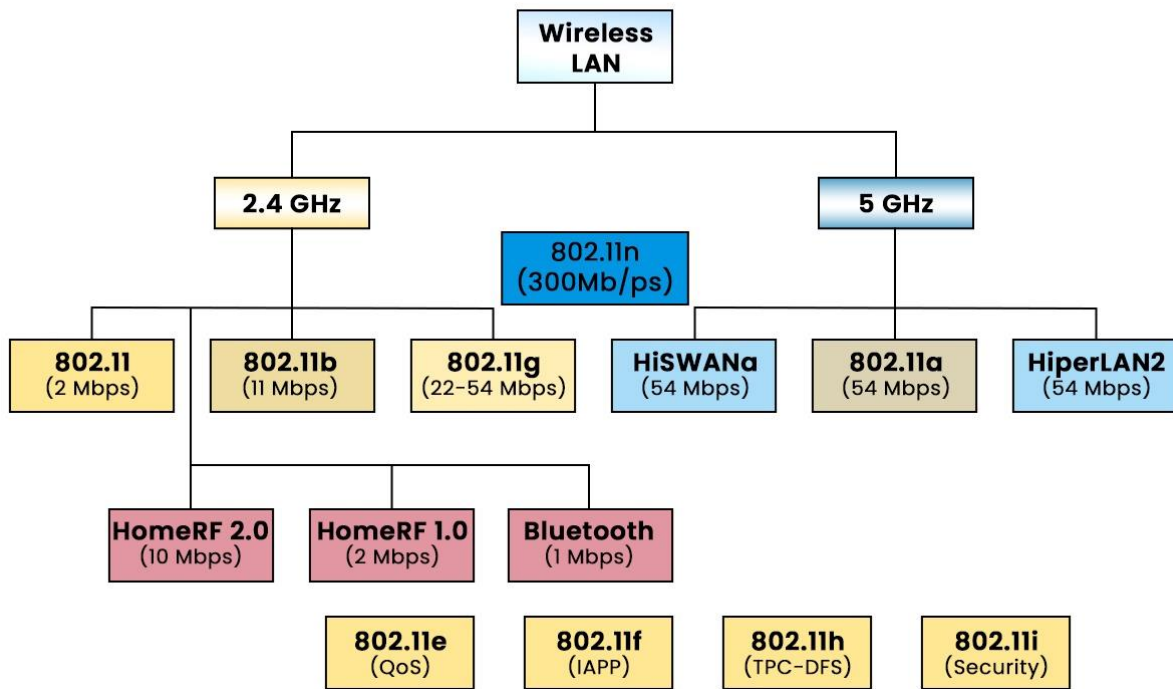 Wireless
LAN
2.4 GHz
5 GHz
802.11n
(300Mb/ps)
802.11
(2 Mbps)
802.11b
(11 Mbps)
802.11g
(22-54 Mbps)
HiSWANa
(54 Mbps)
802.11a
(54 Mbps)
HiperLAN2
(54 Mbps)
HomeRF 2.0
(10 Mbps)
HomeRF 1.0
(2 Mbps)
Bluetooth
(1 Mbps)
802.11e
(QoS)
802.11f
(IAPP)
802.11h
(TPC-DFS)
802.11i
(Security)